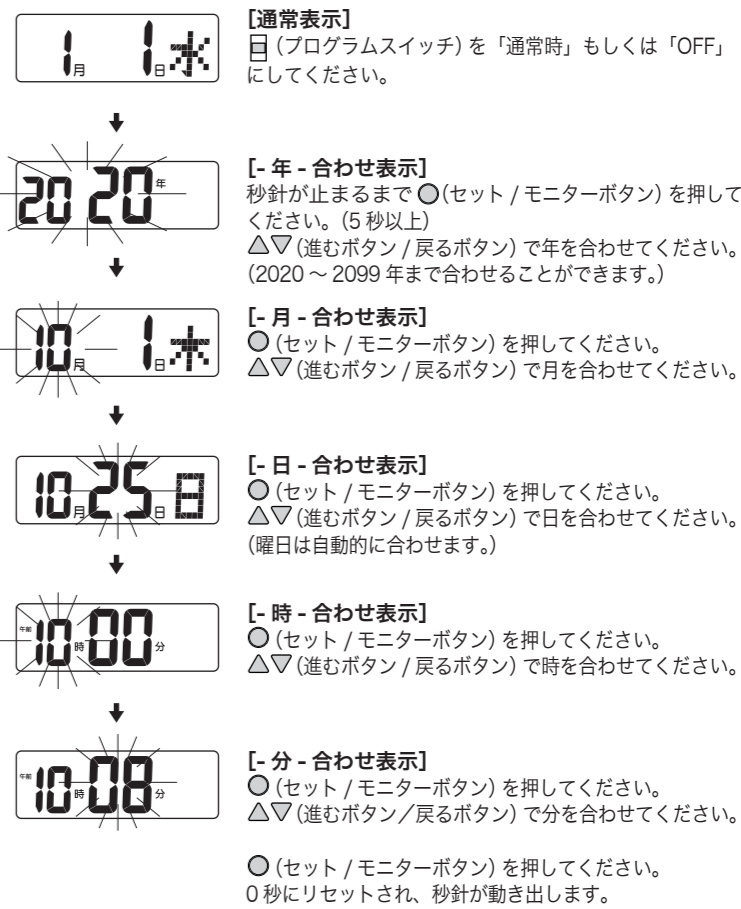 1月 1日 水
[通常表示]
(プログラムスイッチ) を「通常時」もしくは「OFF」
にしてください。
20 20年
[- 年 - 合わせ表示]
秒針が止まるまで (セット / モニターボタン) を押して
ください。(5 秒以上)
△▽ (進むボタン / 戻るボタン) で年を合わせてください。
(2020 〜 2099 年まで合わせることができます。)
10月 1日 木
[- 月 - 合わせ表示]
(セット / モニターボタン) を押してください。
△▽ (進むボタン / 戻るボタン) で月を合わせてください。
10月 25日 日
[- 日 - 合わせ表示]
(セット / モニターボタン) を押してください。
△▽ (進むボタン / 戻るボタン) で日を合わせてください。
(曜日は自動的に合わせます。)
午前 10時 00分
[- 時 - 合わせ表示]
(セット / モニターボタン) を押してください。
△▽ (進むボタン / 戻るボタン) で時を合わせてください。
午前 10時 08分
[- 分 - 合わせ表示]
(セット / モニターボタン) を押してください。
△▽ (進むボタン/戻るボタン) で分を合わせてください。
(セット / モニターボタン) を押してください。
0 秒にリセットされ、秒針が動き出します。